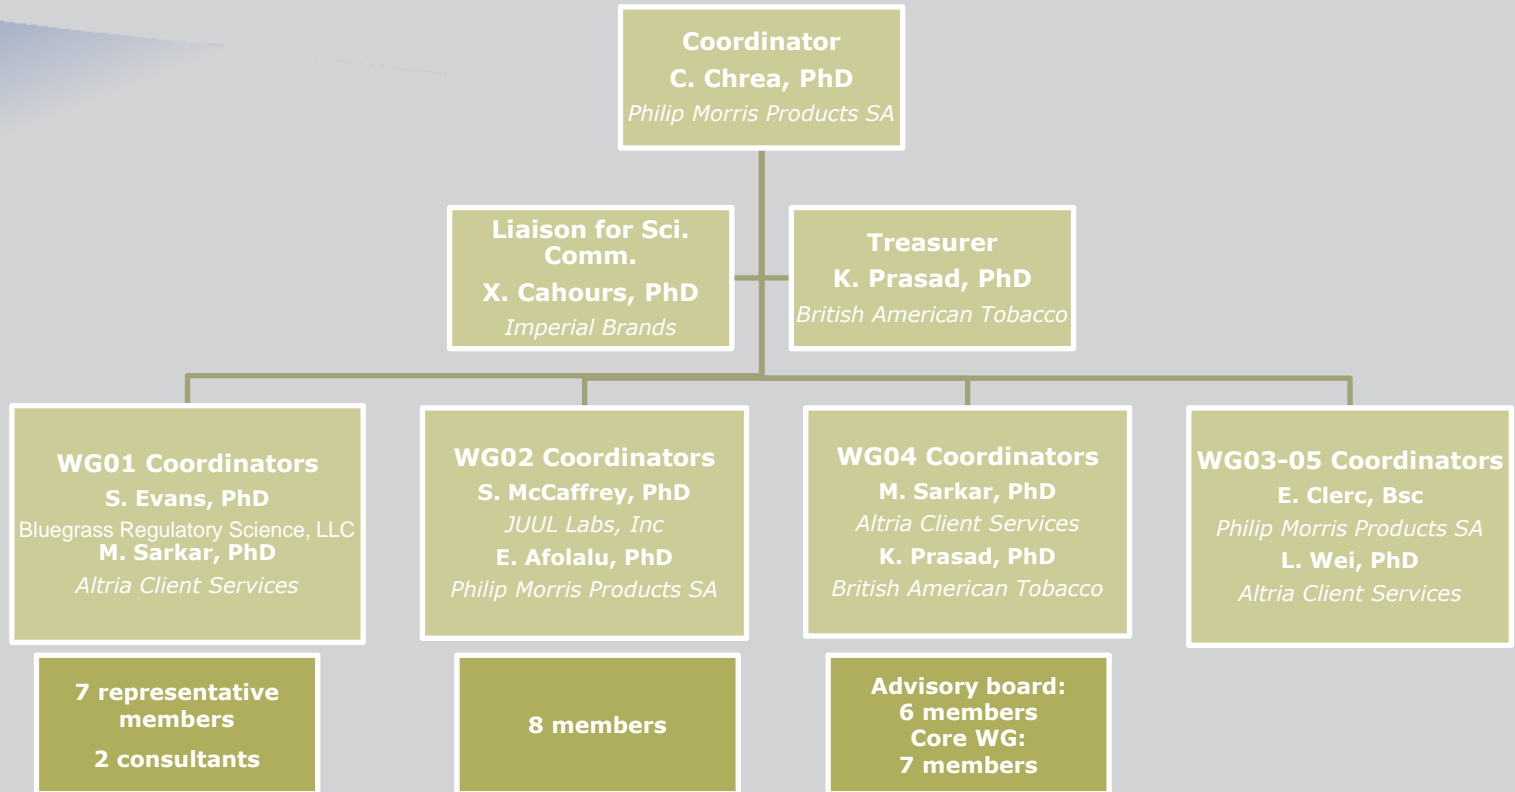 Coordinator
C. Chrea, PhD
Philip Morris Products SA
Liaison for Sci.
Comm.
X. Cahours, PhD
Imperial Brands
Treasurer
K. Prasad, PhD
British American Tobacco
WG01 Coordinators
S. Evans, PhD
Bluegrass Regulatory Science, LLC
M. Sarkar, PhD
Altria Client Services
WG02 Coordinators
S. McCaffrey, PhD
JUUL Labs, Inc
E. Afolalu, PhD
Philip Morris Products SA
WG04 Coordinators
M. Sarkar, PhD
Altria Client Services
K. Prasad, PhD
British American Tobacco
WG03-05 Coordinators
E. Clerc, Bsc
Philip Morris Products SA
L. Wei, PhD
Altria Client Services
7 representative
members
2 consultants
8 members
Advisory board:
6 members
Core WG:
7 members